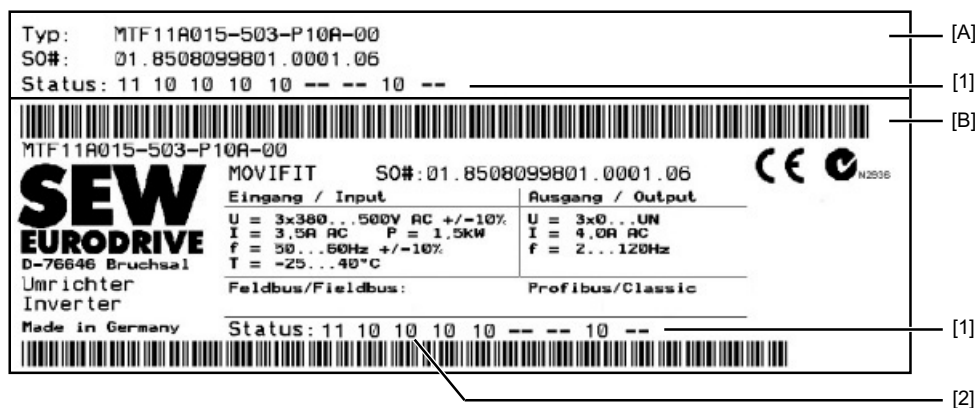 Typ: MTF11A015-503-P10A-00 [A]
SO#: 01.8508099801.0001.06
Status: 11 10 10 10 10 -- -- 10 -- [1]
[B]
MTF11A015-503-P10A-00
SEW
EURODRIVE
D-76646 Bruchsal
Umrichter
Inverter
Made in Germany
MOVIFIT SO#:01.8508099801.0001.06
CE N2936
Eingang / Input
U = 3x380...500V AC +/-10%
I = 3.5A AC P = 1.5kW
f = 50...60Hz +/-10%
T = -25...40°C
Ausgang / Output
U = 3x0...UN
I = 4.0A AC
f = 2...120Hz
Feldbus/Fieldbus: Profibus/Classic
Status: 11 10 10 10 10 -- -- 10 -- [1]
[2]